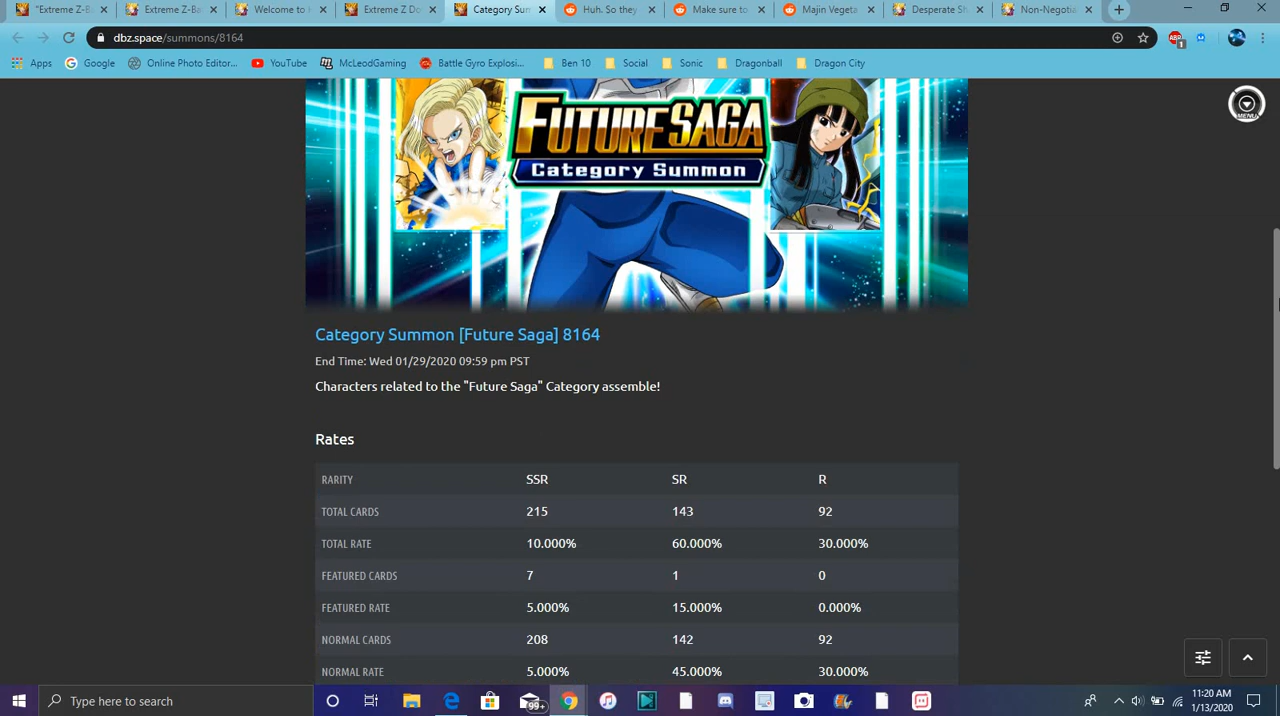 "Extreme Z-Ba
Extreme Z-Bat
Welcome to
Extreme Z Do
Category Sum
Huh. So they
Make sure to
Majin Vegeta
Desperate Sh
Non-Negotia
dbz.space/summons/8164
1
Apps
Google
Online Photo Editor...
YouTube
McLeodGaming
Battle Gyro Explosi...
Ben 10
Social
Sonic
Dragonball
Dragon City
MENU
FUTURE SAGA
Category Summon
Category Summon [Future Saga] 8164
End Time: Wed 01/29/2020 09:59 pm PST
Characters related to the "Future Saga" Category assemble!
Rates
RARITY SSR SR R
TOTAL CARDS 215 143 92
TOTAL RATE 10.000% 60.000% 30.000%
FEATURED CARDS 7 1 0
FEATURED RATE 5.000% 15.000% 0.000%
NORMAL CARDS 208 142 92
NORMAL RATE 5.000% 45.000% 30.000%
Type here to search
99+
11:20 AM
1/13/2020